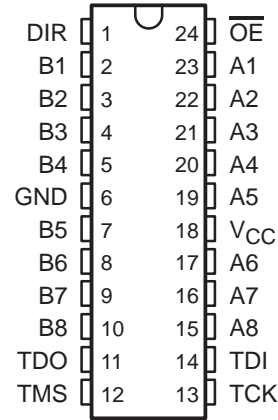 DIR 1 24 O̅E̅
B1 2 23 A1
B2 3 22 A2
B3 4 21 A3
B4 5 20 A4
GND 6 19 A5
B5 7 18 VCC
B6 8 17 A6
B7 9 16 A7
B8 10 15 A8
TDO 11 14 TDI
TMS 12 13 TCK